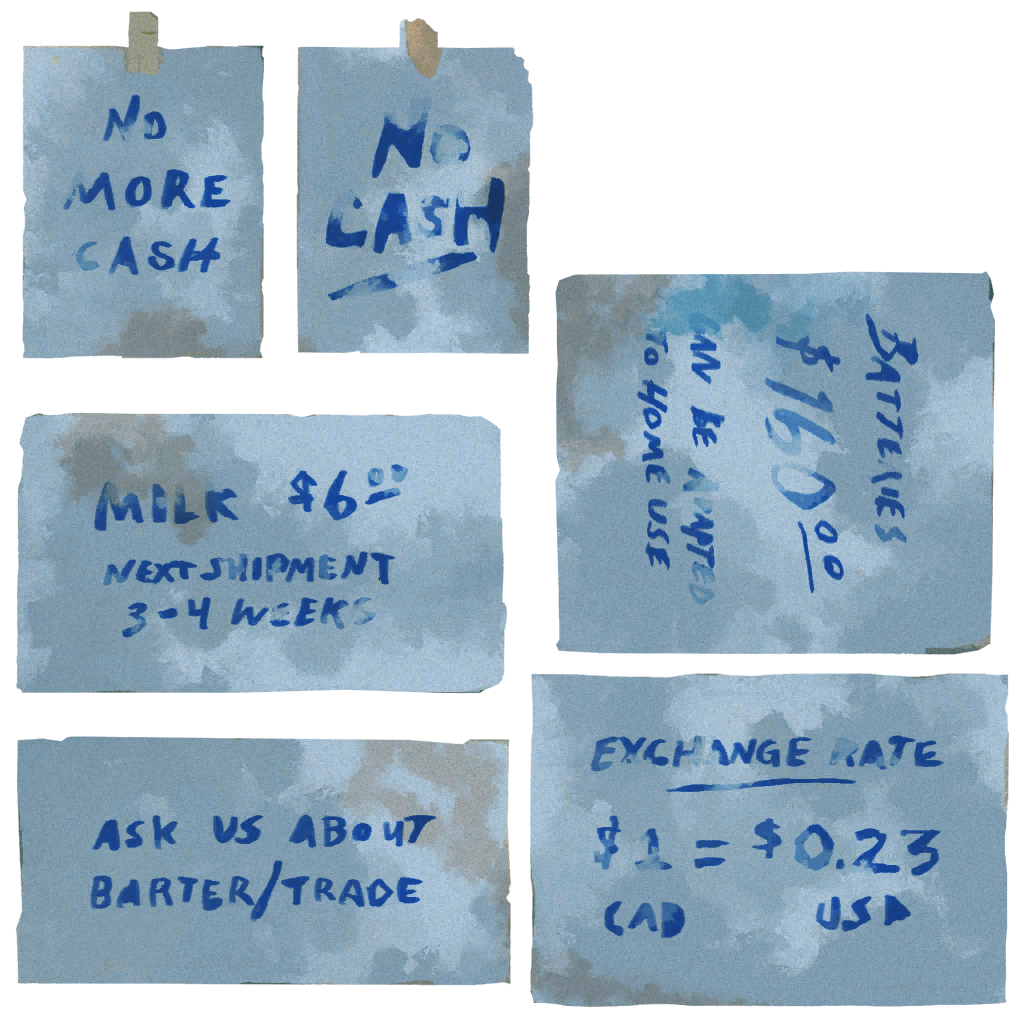 NO
MORE
CASH
NO
CASH
BATTERIES
$160.00
CAN BE ADAPTED
TO HOME USE
MILK $6.00
NEXT SHIPMENT
3-4 WEEKS
ASK US ABOUT
BARTER/TRADE
EXCHANGE RATE
$1 = $0.23
CAD USD